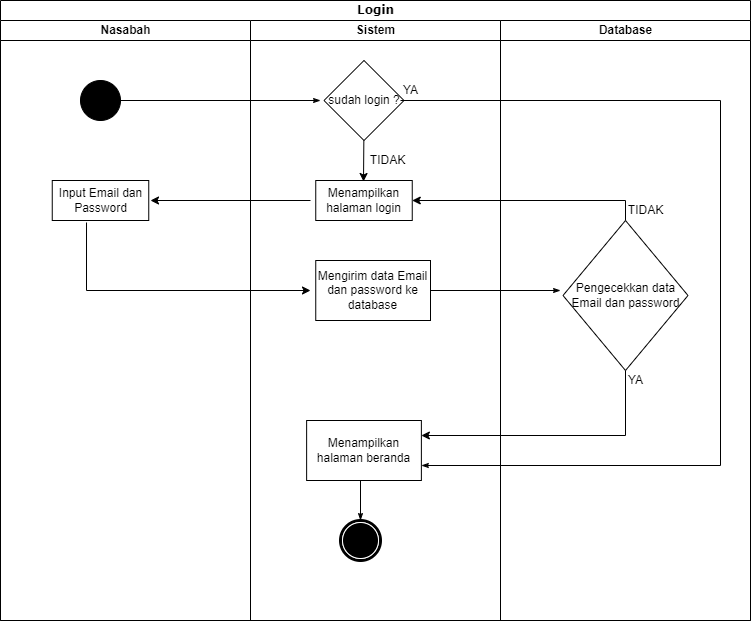 Login
Nasabah
Sistem
Database
sudah login ?
YA
TIDAK
Input Email dan
Password
Menampilkan
halaman login
TIDAK
Mengirim data Email
dan password ke
database
Pengecekkan data
Email dan password
YA
Menampilkan
halaman beranda